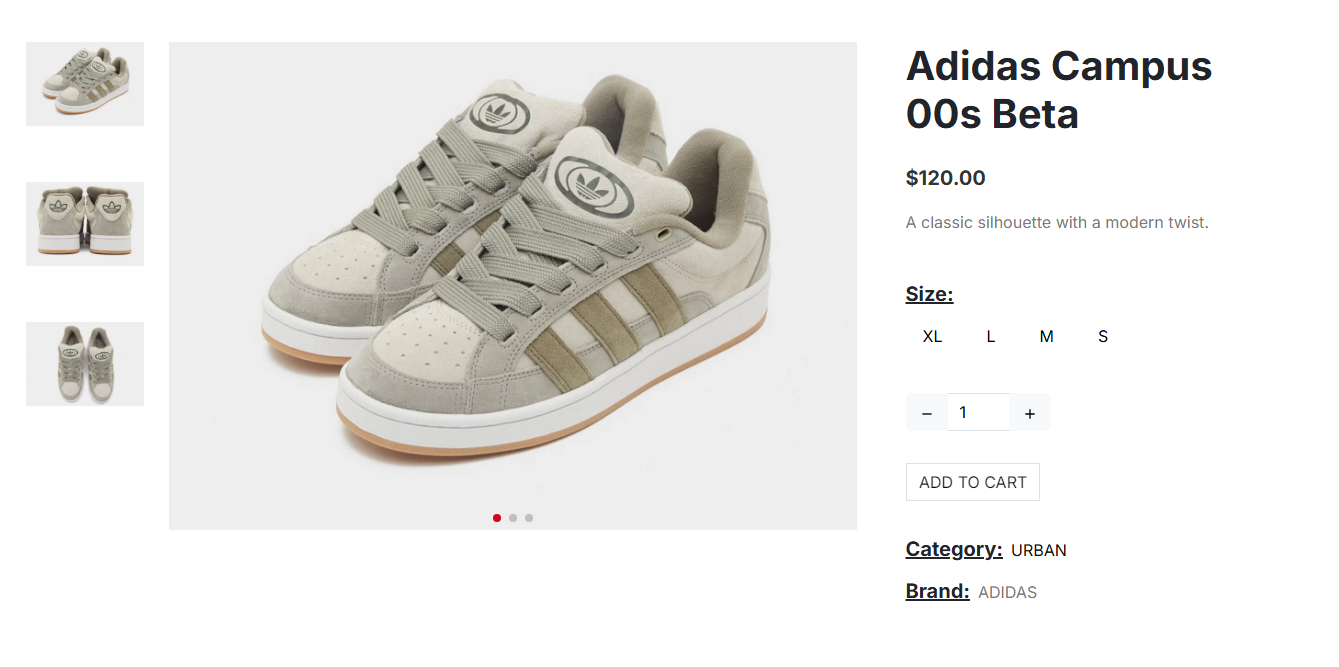 Adidas Campus
00s Beta
$120.00
A classic silhouette with a modern twist.
Size:
XL L M S
− 1 +
ADD TO CART
Category: URBAN
Brand: ADIDAS